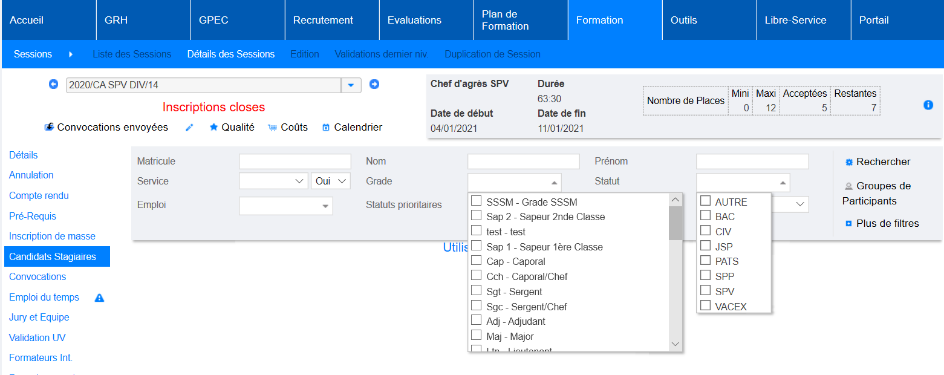 Accueil
GRH
GPEC
Recrutement
Evaluations
Plan de
Formation
Formation
Outils
Libre-Service
Portail
Sessions
Liste des Sessions
Détails des Sessions
Edition
Validations dernier niv
Duplication de Session
2020/CA SPV DIV/14
Inscriptions closes
Convocations envoyées
Qualité
Coûts
Calendrier
Chef d'agrès SPV
Durée
63:30
Date de début
Date de fin
04/01/2021
11/01/2021
Nombre de Places
Mini Maxi Acceptées Restantes
0 12 5 7
Détails
Annulation
Compte rendu
Pré-Requis
Inscription de masse
Candidats Stagiaires
Convocations
Emploi du temps
Jury et Equipe
Validation UV
Formateurs Int.
Matricule
Nom
Prénom
Service
Oui
Grade
Statut
Emploi
Statuts prioritaires
Rechercher
Groupes de
Participants
Plus de filtres
Utilis
SSSM - Grade SSSM
Sap 2 - Sapeur 2nde Classe
test - test
Sap 1 - Sapeur 1ère Classe
Cap - Caporal
Cch - Caporal/Chef
Sgt - Sergent
Sgc - Sergent/Chef
Adj - Adjudant
Maj - Major
Ltn - Lieutenant
AUTRE
BAC
CIV
JSP
PATS
SPP
SPV
VACEX